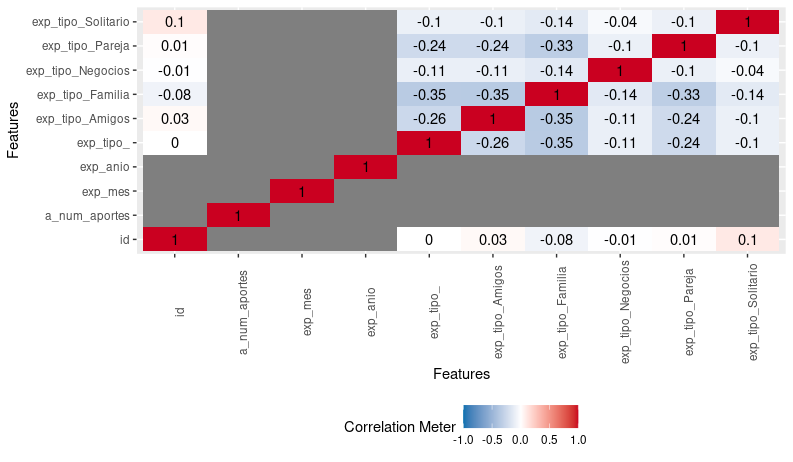 exp_tipo_Solitario 0.1 -0.1 -0.1 -0.14 -0.04 -0.1 1
exp_tipo_Pareja 0.01 -0.24 -0.24 -0.33 -0.1 1 -0.1
exp_tipo_Negocios -0.01 -0.11 -0.11 -0.14 1 -0.1 -0.04
exp_tipo_Familia -0.08 -0.35 -0.35 1 -0.14 -0.33 -0.14
exp_tipo_Amigos 0.03 -0.26 1 -0.35 -0.11 -0.24 -0.1
exp_tipo_ 0 1 -0.26 -0.35 -0.11 -0.24 -0.1
exp_anio 1
exp_mes 1
a_num_aportes 1
id 1 0 0.03 -0.08 -0.01 0.01 0.1
Features
id
a_num_aportes
exp_mes
exp_anio
exp_tipo_
exp_tipo_Amigos
exp_tipo_Familia
exp_tipo_Negocios
exp_tipo_Pareja
exp_tipo_Solitario
Features
Correlation Meter
-1.0 -0.5 0.0 0.5 1.0